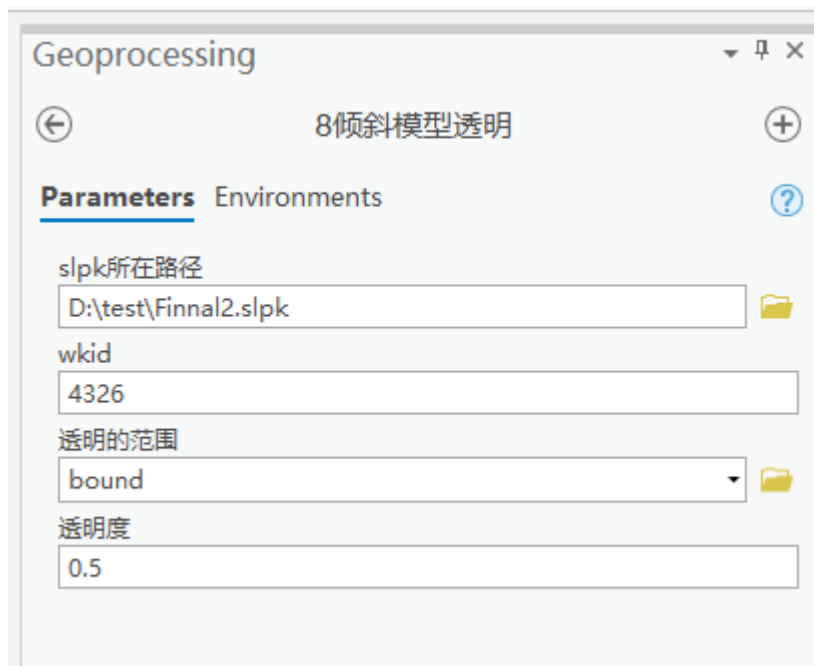 Geoprocessing
8倾斜模型透明
Parameters Environments
slpk所在路径
D:\test\Finnal2.slpk
wkid
4326
透明的范围
bound
透明度
0.5